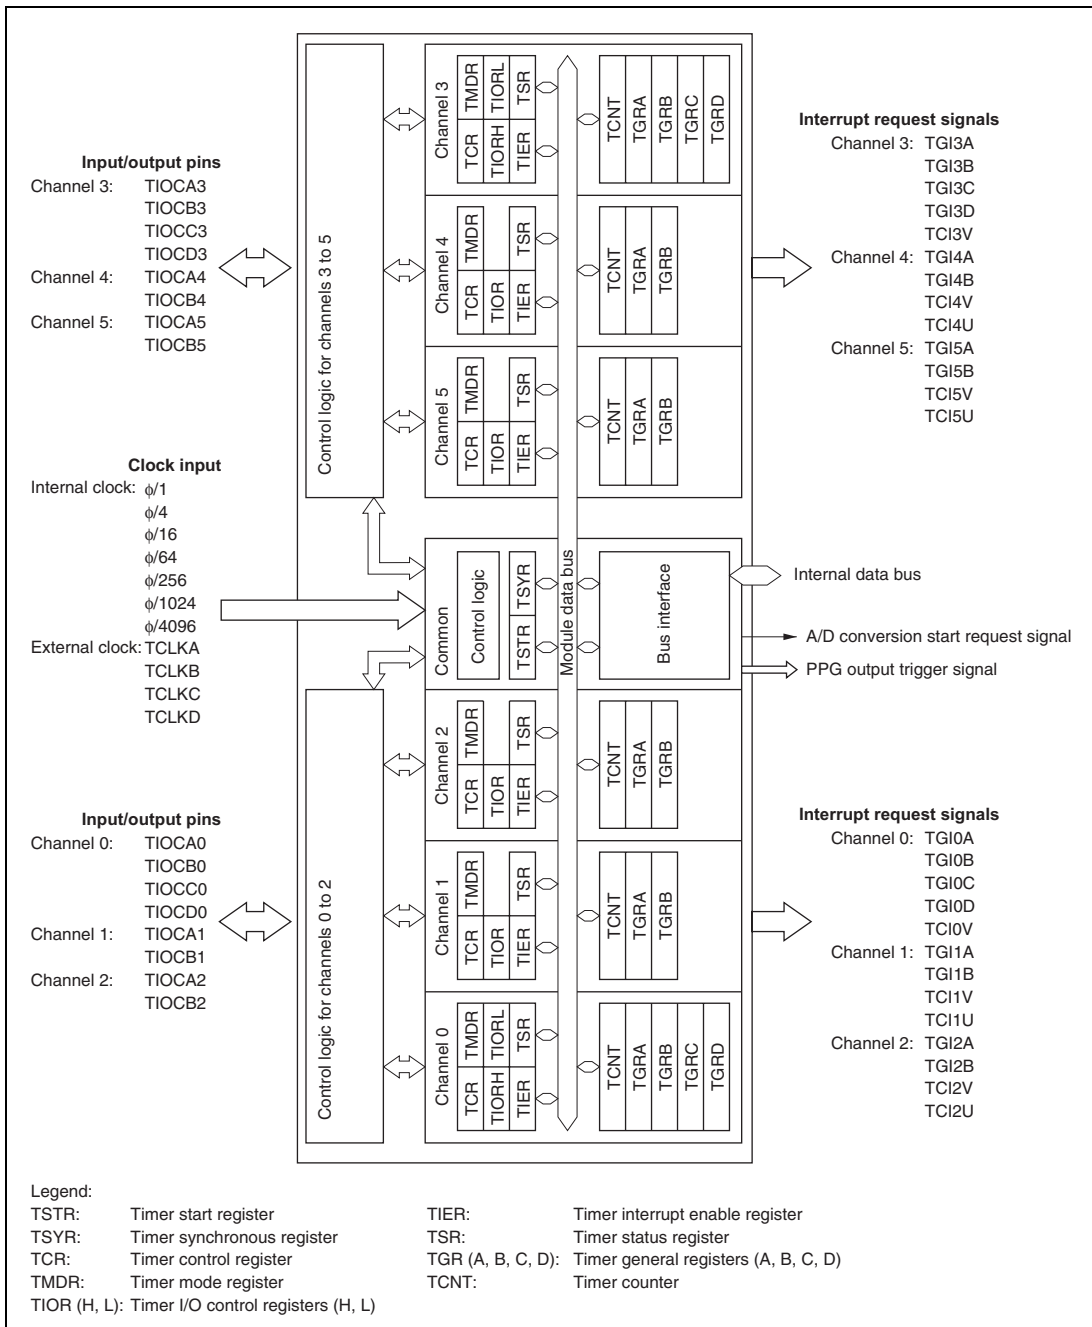 Input/output pins
Channel 3: TIOCA3
TIOCB3
TIOCC3
TIOCD3
Channel 4: TIOCA4
TIOCB4
Channel 5: TIOCA5
TIOCB5
Clock input
Internal clock: ϕ/1
ϕ/4
ϕ/16
ϕ/64
ϕ/256
ϕ/1024
ϕ/4096
External clock: TCLKA
TCLKB
TCLKC
TCLKD
Input/output pins
Channel 0: TIOCA0
TIOCB0
TIOCC0
TIOCD0
Channel 1: TIOCA1
TIOCB1
Channel 2: TIOCA2
TIOCB2
Control logic for channels 3 to 5
Control logic for channels 0 to 2
Channel 3
TCR TMDR
TIORH TIORL
TIER TSR
TCNT
TGRA
TGRB
TGRC
TGRD
Channel 4
TCR TMDR
TIOR
TIER TSR
TCNT
TGRA
TGRB
Channel 5
TCR TMDR
TIOR
TIER TSR
TCNT
TGRA
TGRB
Common
Control logic
TSTR TSYR
Module data bus
Bus interface
Channel 2
TCR TMDR
TIOR
TIER TSR
TCNT
TGRA
TGRB
Channel 1
TCR TMDR
TIOR
TIER TSR
TCNT
TGRA
TGRB
Channel 0
TCR TMDR
TIORH TIORL
TIER TSR
TCNT
TGRA
TGRB
TGRC
TGRD
Interrupt request signals
Channel 3: TGI3A
TGI3B
TGI3C
TGI3D
TCI3V
Channel 4: TGI4A
TGI4B
TCI4V
TCI4U
Channel 5: TGI5A
TGI5B
TCI5V
TCI5U
Internal data bus
A/D conversion start request signal
PPG output trigger signal
Interrupt request signals
Channel 0: TGI0A
TGI0B
TGI0C
TGI0D
TCI0V
Channel 1: TGI1A
TGI1B
TCI1V
TCI1U
Channel 2: TGI2A
TGI2B
TCI2V
TCI2U
Legend:
TSTR: Timer start register
TSYR: Timer synchronous register
TCR: Timer control register
TMDR: Timer mode register
TIOR (H, L): Timer I/O control registers (H, L)
TIER: Timer interrupt enable register
TSR: Timer status register
TGR (A, B, C, D): Timer general registers (A, B, C, D)
TCNT: Timer counter